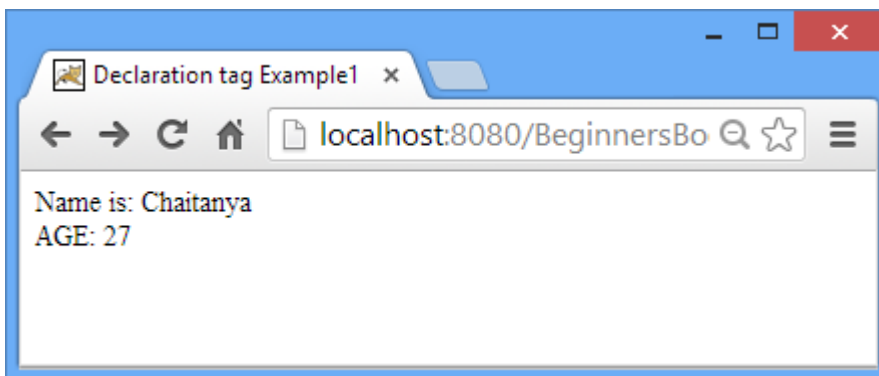 Declaration tag Example1
localhost:8080/BeginnersBo
Name is: Chaitanya
AGE: 27